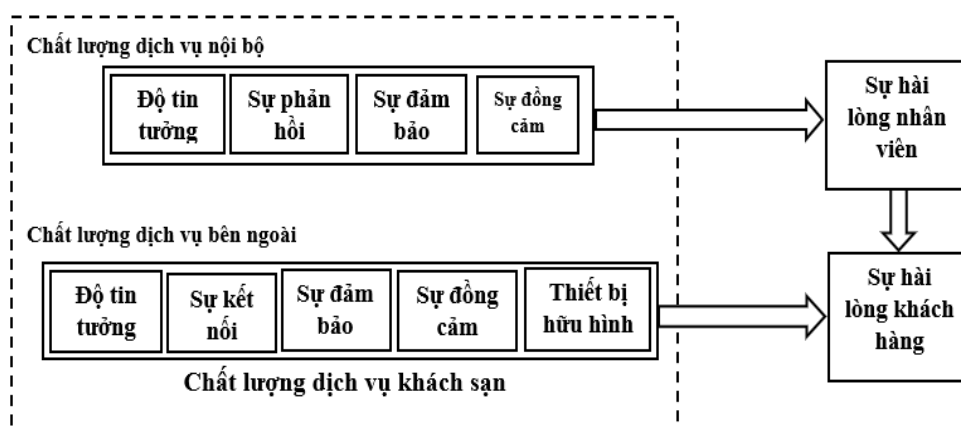 Chất lượng dịch vụ nội bộ
Độ tin
tưởng
Sự phản
hồi
Sự đảm
bảo
Sự đồng
cảm
Sự hài
lòng nhân
viên
Chất lượng dịch vụ bên ngoài
Độ tin
tưởng
Sự kết
nối
Sự đảm
bảo
Sự đồng
cảm
Thiết bị
hữu hình
Sự hài
lòng khách
hàng
Chất lượng dịch vụ khách sạn